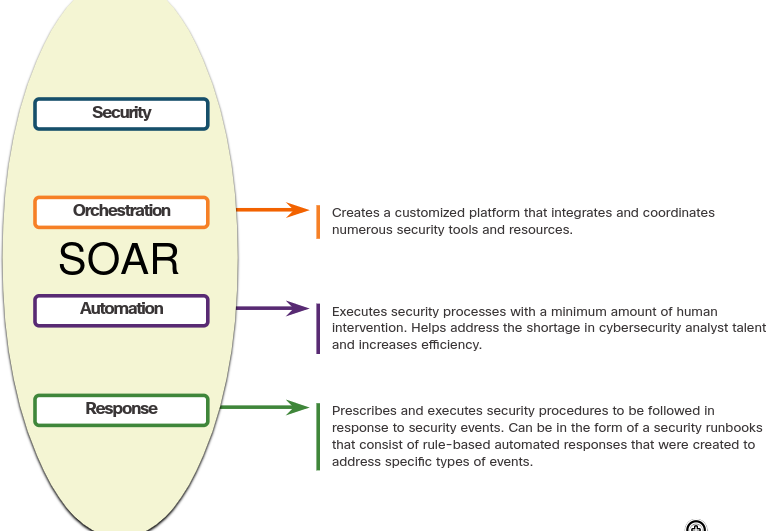 Security
Orchestration
Creates a customized platform that integrates and coordinates
numerous security tools and resources.
SOAR
Automation
Executes security processes with a minimum amount of human
intervention. Helps address the shortage in cybersecurity analyst talent
and increases efficiency.
Response
Prescribes and executes security procedures to be followed in
response to security events. Can be in the form of a security runbooks
that consist of rule-based automated responses that were created to
address specific types of events.